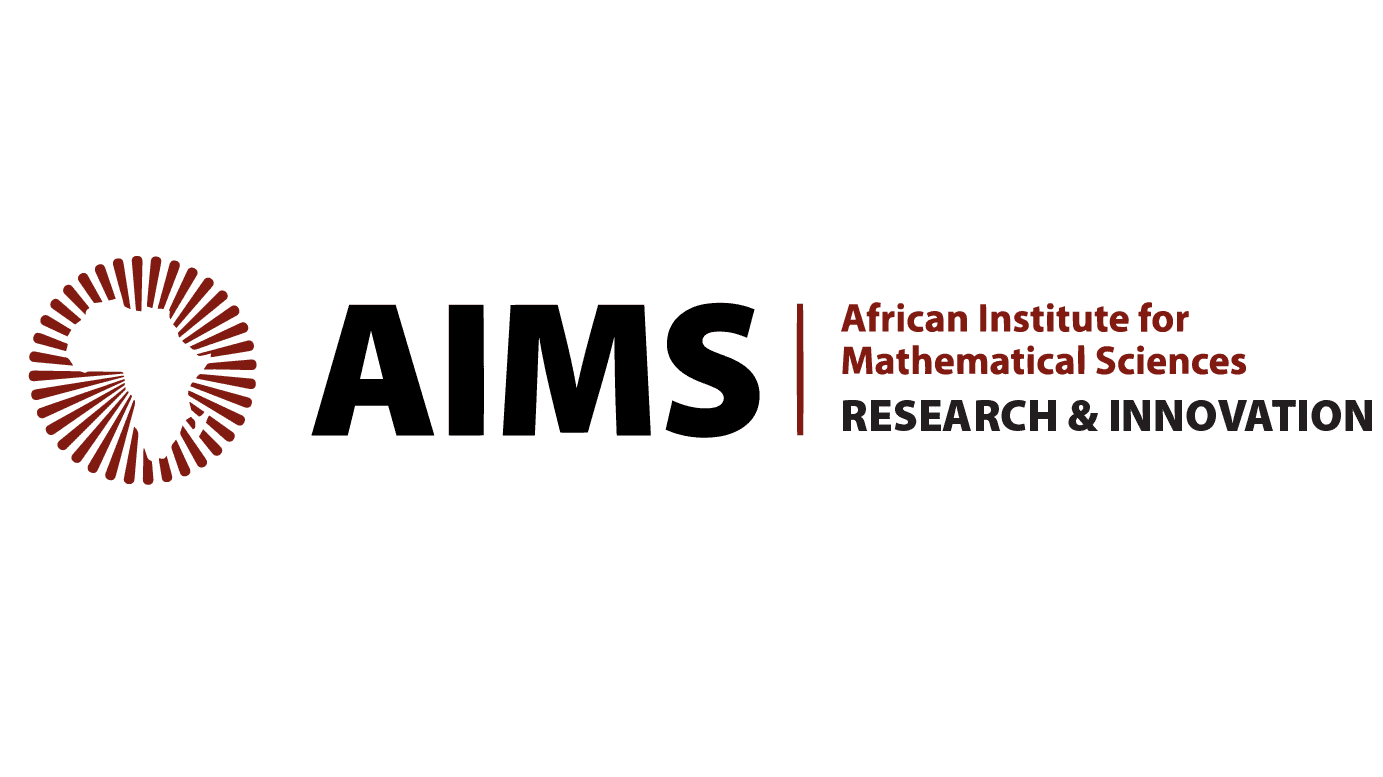 AIMS
African Institute for
Mathematical Sciences
RESEARCH & INNOVATION